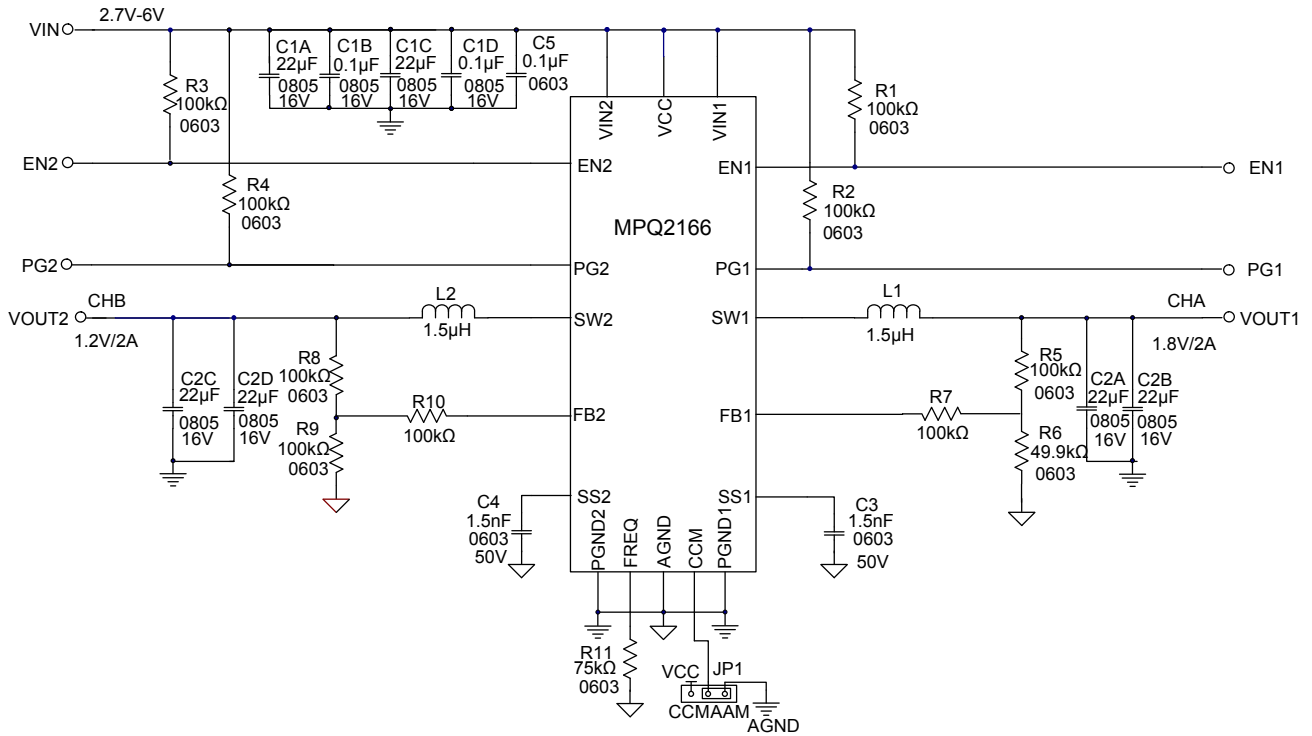 2.7V-6V
VIN
R3
100kΩ
0603
C1A
22µF
0805
16V
C1B
0.1µF
0805
16V
C1C
22µF
0805
16V
C1D
0.1µF
0805
16V
C5
0.1µF
0603
VIN2
VCC
VIN1
R1
100kΩ
0603
EN2
EN2
EN1
EN1
R4
100kΩ
0603
R2
100kΩ
0603
MPQ2166
PG2
PG2
PG1
PG1
CHB
VOUT2
1.2V/2A
L2
1.5µH
SW2
SW1
L1
1.5µH
CHA
VOUT1
1.8V/2A
C2C
22µF
0805
16V
C2D
22µF
0805
16V
R8
100kΩ
0603
R9
100kΩ
0603
R10
100kΩ
FB2
FB1
R7
100kΩ
R5
100kΩ
0603
R6
49.9kΩ
0603
C2A
22µF
0805
16V
C2B
22µF
0805
16V
C4
1.5nF
0603
50V
SS2
SS1
C3
1.5nF
0603
50V
PGND2
FREQ
AGND
CCM
PGND1
R11
75kΩ
0603
VCC
JP1
CCMAAM
AGND